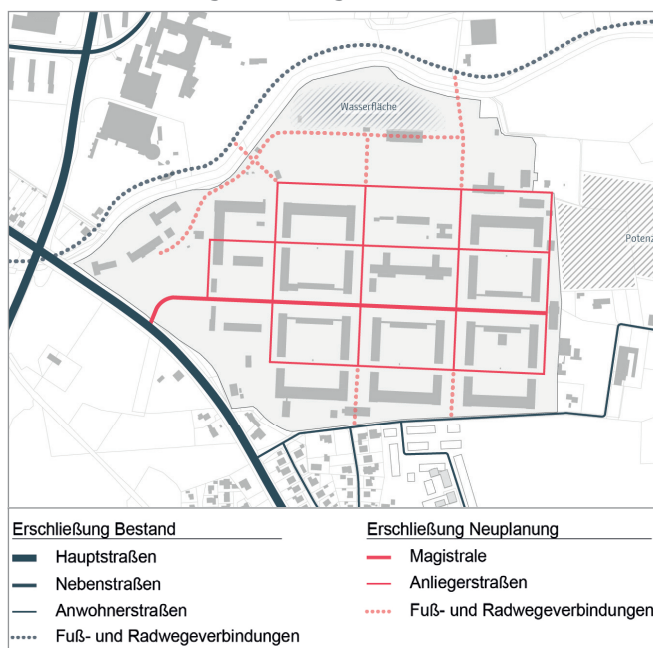 Wasserfläche
Potenz
Erschließung Bestand
Hauptstraßen
Nebenstraßen
Anwohnerstraßen
Fuß- und Radwegeverbindungen
Erschließung Neuplanung
Magistrale
Anliegerstraßen
Fuß- und Radwegeverbindungen